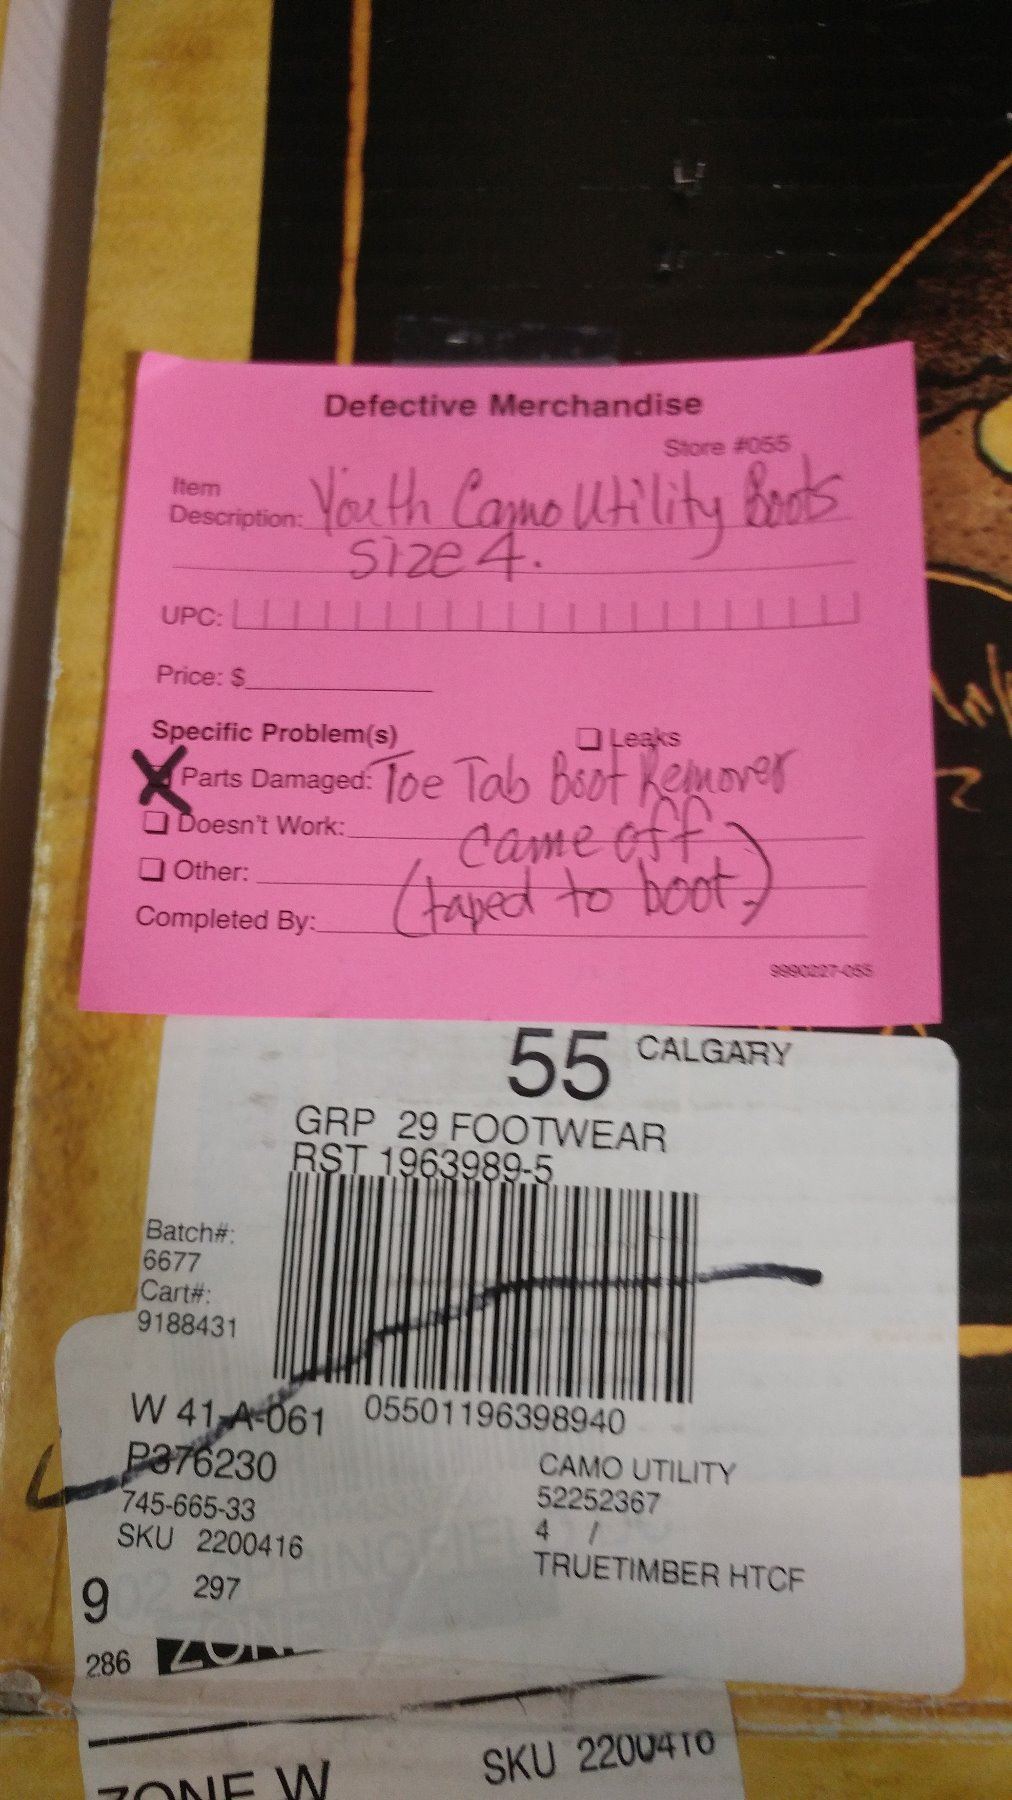 Defective Merchandise
Store #055
Item
Description: Youth Camo Utility Boots
size 4.
UPC:
Price: $
Specific Problem(s)
Leaks
Parts Damaged: Toe Tab Boot Remover
Doesn't Work: came off
Other: (taped to boot.)
Completed By:
9990227-055
55 CALGARY
GRP 29 FOOTWEAR
RST 1963989-5
Batch#:
6677
Cart#:
9188431
05501196398940
W 41-A-061
P376230
745-665-33
SKU 2200416
297
CAMO UTILITY
52252367
4 /
TRUETIMBER HTCF
9
286
SKU 2200416
ZONE W